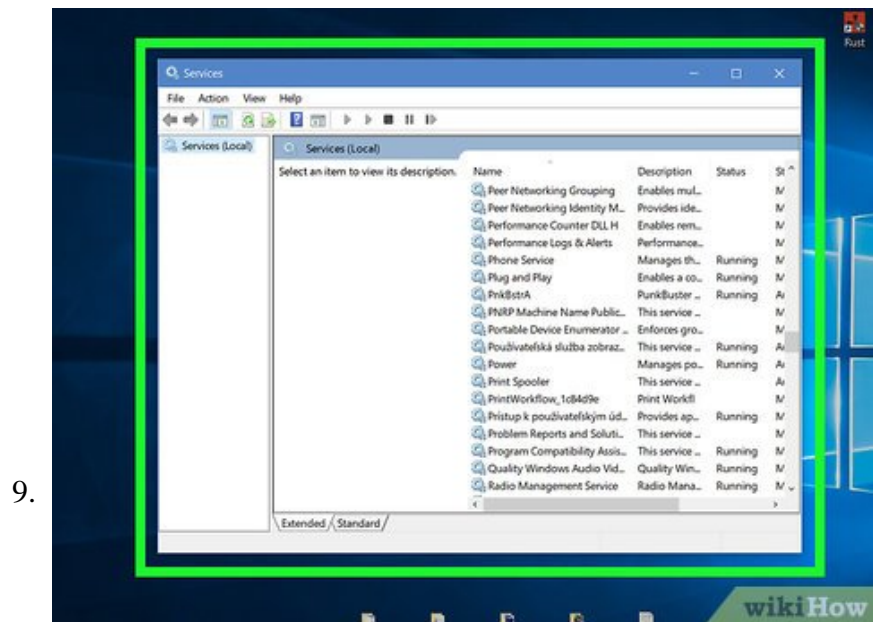 Rust
Services
File Action View Help
Services (Local)
Services (Local)
Select an item to view its description.
Name Description Status St
Peer Networking Grouping Enables mul...
Peer Networking Identity M... Provides ide... M
Performance Counter DLL H Enables rem... M
Performance Logs & Alerts Performance... M
Phone Service Manages th... Running M
Plug and Play Enables a co... Running M
PnkBstrA PunkBuster ... Running A
PNRP Machine Name Public... This service ... M
Portable Device Enumerator ... Enforces gro... M
Používateľská služba zobraz... This service ... Running A
Power Manages po... Running A
Print Spooler This service ... A
PrintWorkflow_1c84d9e Print Workfl M
Prístup k používateľským úd... Provides ap... Running M
Problem Reports and Soluti... This service ... M
Program Compatibility Assis... This service ... Running M
Quality Windows Audio Vid... Quality Win... Running M
Radio Management Service Radio Mana... Running M
9.
Extended Standard
wikiHow